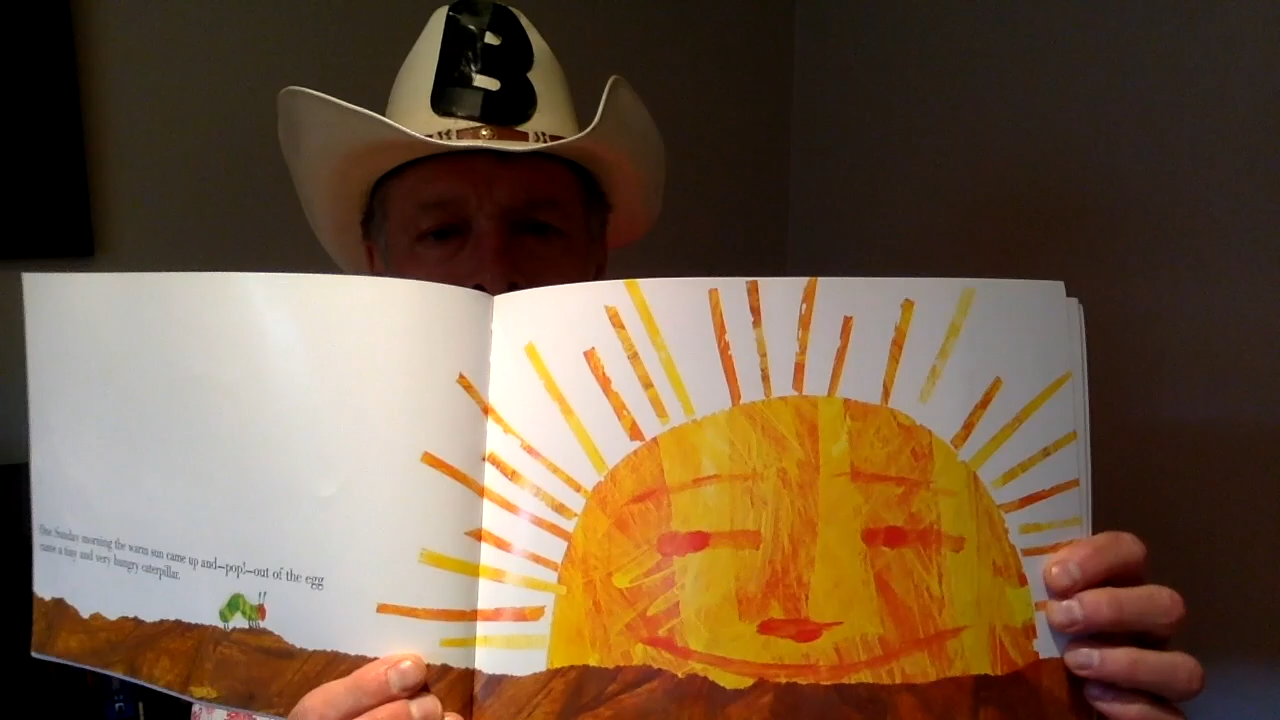 B
One Sunday morning the warm sun came up and—pop!—out of the egg
came a tiny and very hungry caterpillar.